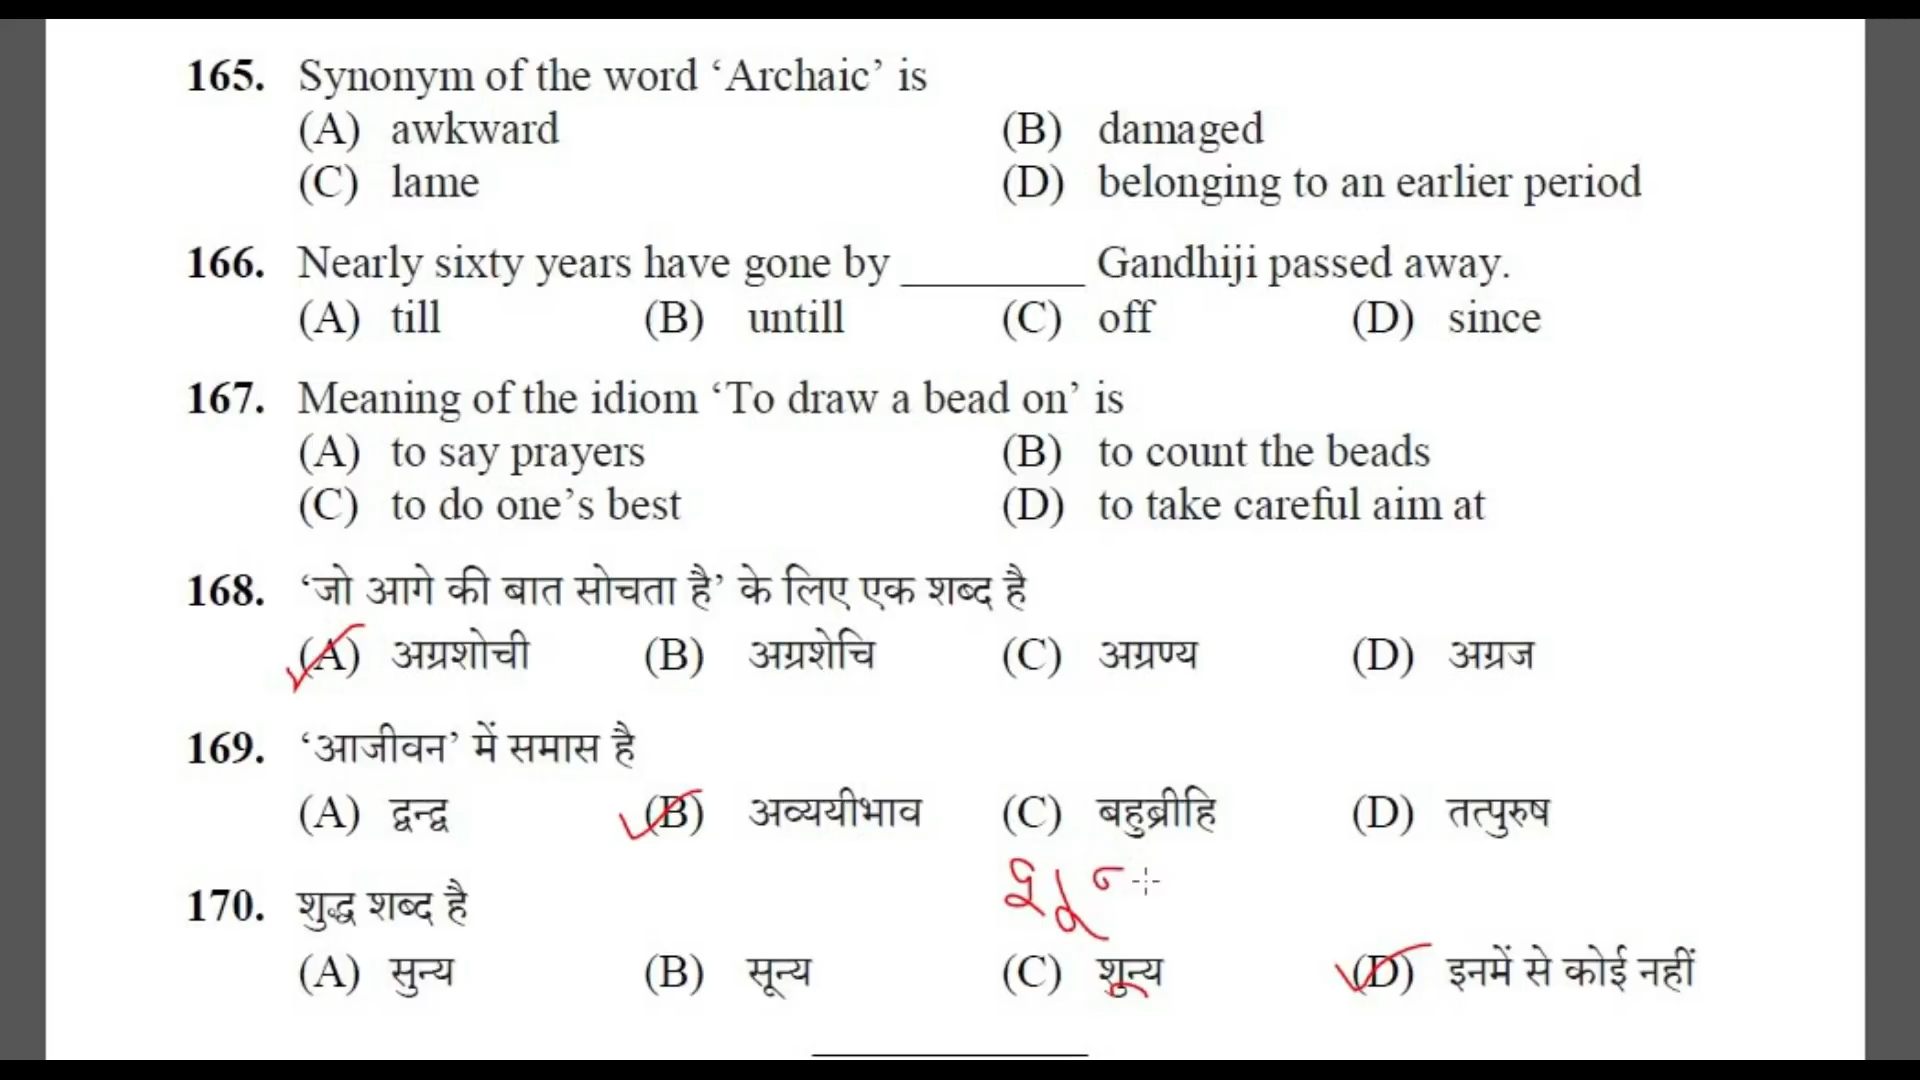 165. Synonym of the word ‘Archaic’ is
(A) awkward (B) damaged
(C) lame (D) belonging to an earlier period
166. Nearly sixty years have gone by ________ Gandhiji passed away.
(A) till (B) untill (C) off (D) since
167. Meaning of the idiom ‘To draw a bead on’ is
(A) to say prayers (B) to count the beads
(C) to do one’s best (D) to take careful aim at
168. ‘जो आगे की बात सोचता है’ के लिए एक शब्द है
(A) अग्रशोची (B) अग्रशेचि (C) अग्रण्य (D) अग्रज
169. ‘आजीवन’ में समास है
(A) द्वन्द्व (B) अव्ययीभाव (C) बहुब्रीहि (D) तत्पुरुष
170. शुद्ध शब्द है
(A) सुन्य (B) सून्य (C) शुन्य (D) इनमें से कोई नहीं